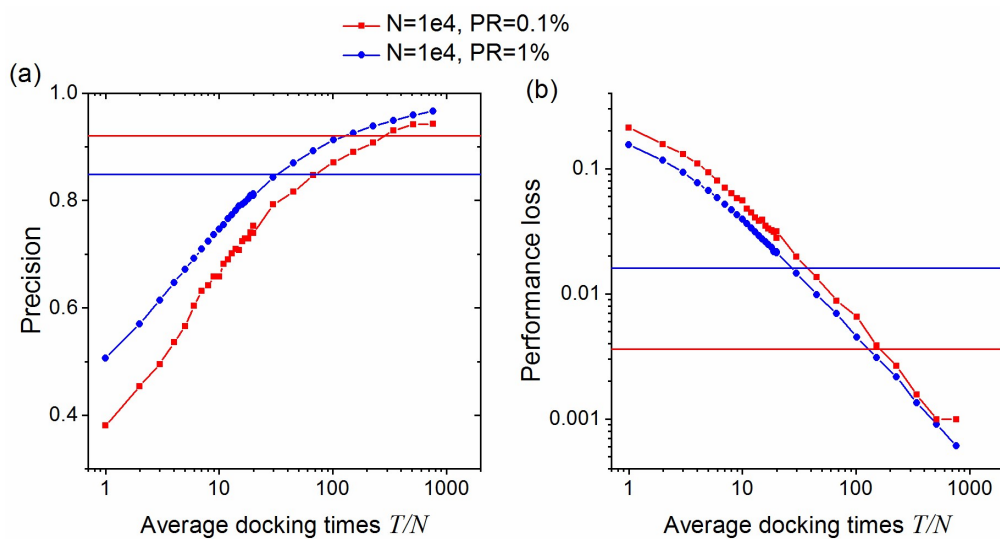 N=1e4, PR=0.1%
N=1e4, PR=1%
(a)
1.0
0.8
0.6
0.4
Precision
1 10 100 1000
Average docking times T/N
(b)
0.1
0.01
0.001
Performance loss
1 10 100 1000
Average docking times T/N